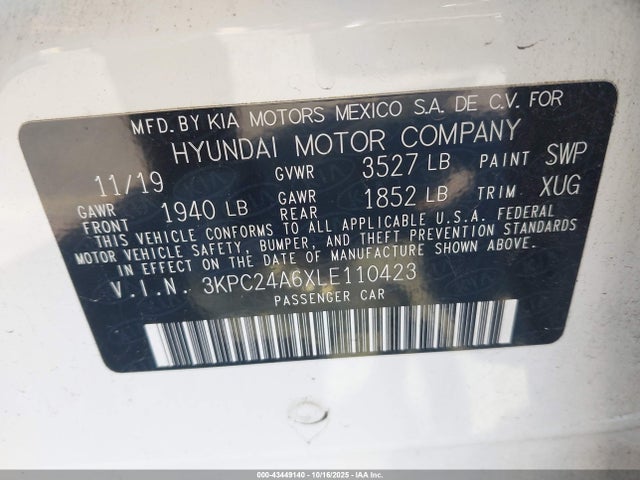 MFD. BY KIA MOTORS MEXICO S.A. DE C.V. FOR
HYUNDAI MOTOR COMPANY
11/19 GVWR 3527 LB PAINT SWP
GAWR FRONT 1940 LB GAWR REAR 1852 LB TRIM XUG
THIS VEHICLE CONFORMS TO ALL APPLICABLE U.S.A. FEDERAL
MOTOR VEHICLE SAFETY, BUMPER, AND THEFT PREVENTION STANDARDS
IN EFFECT ON THE DATE OF MANUFACTURE SHOWN ABOVE.
V.I.N. 3KPC24A6XLE110423
PASSENGER CAR
000-43449140 - 10/16/2025 - IAAI.COM